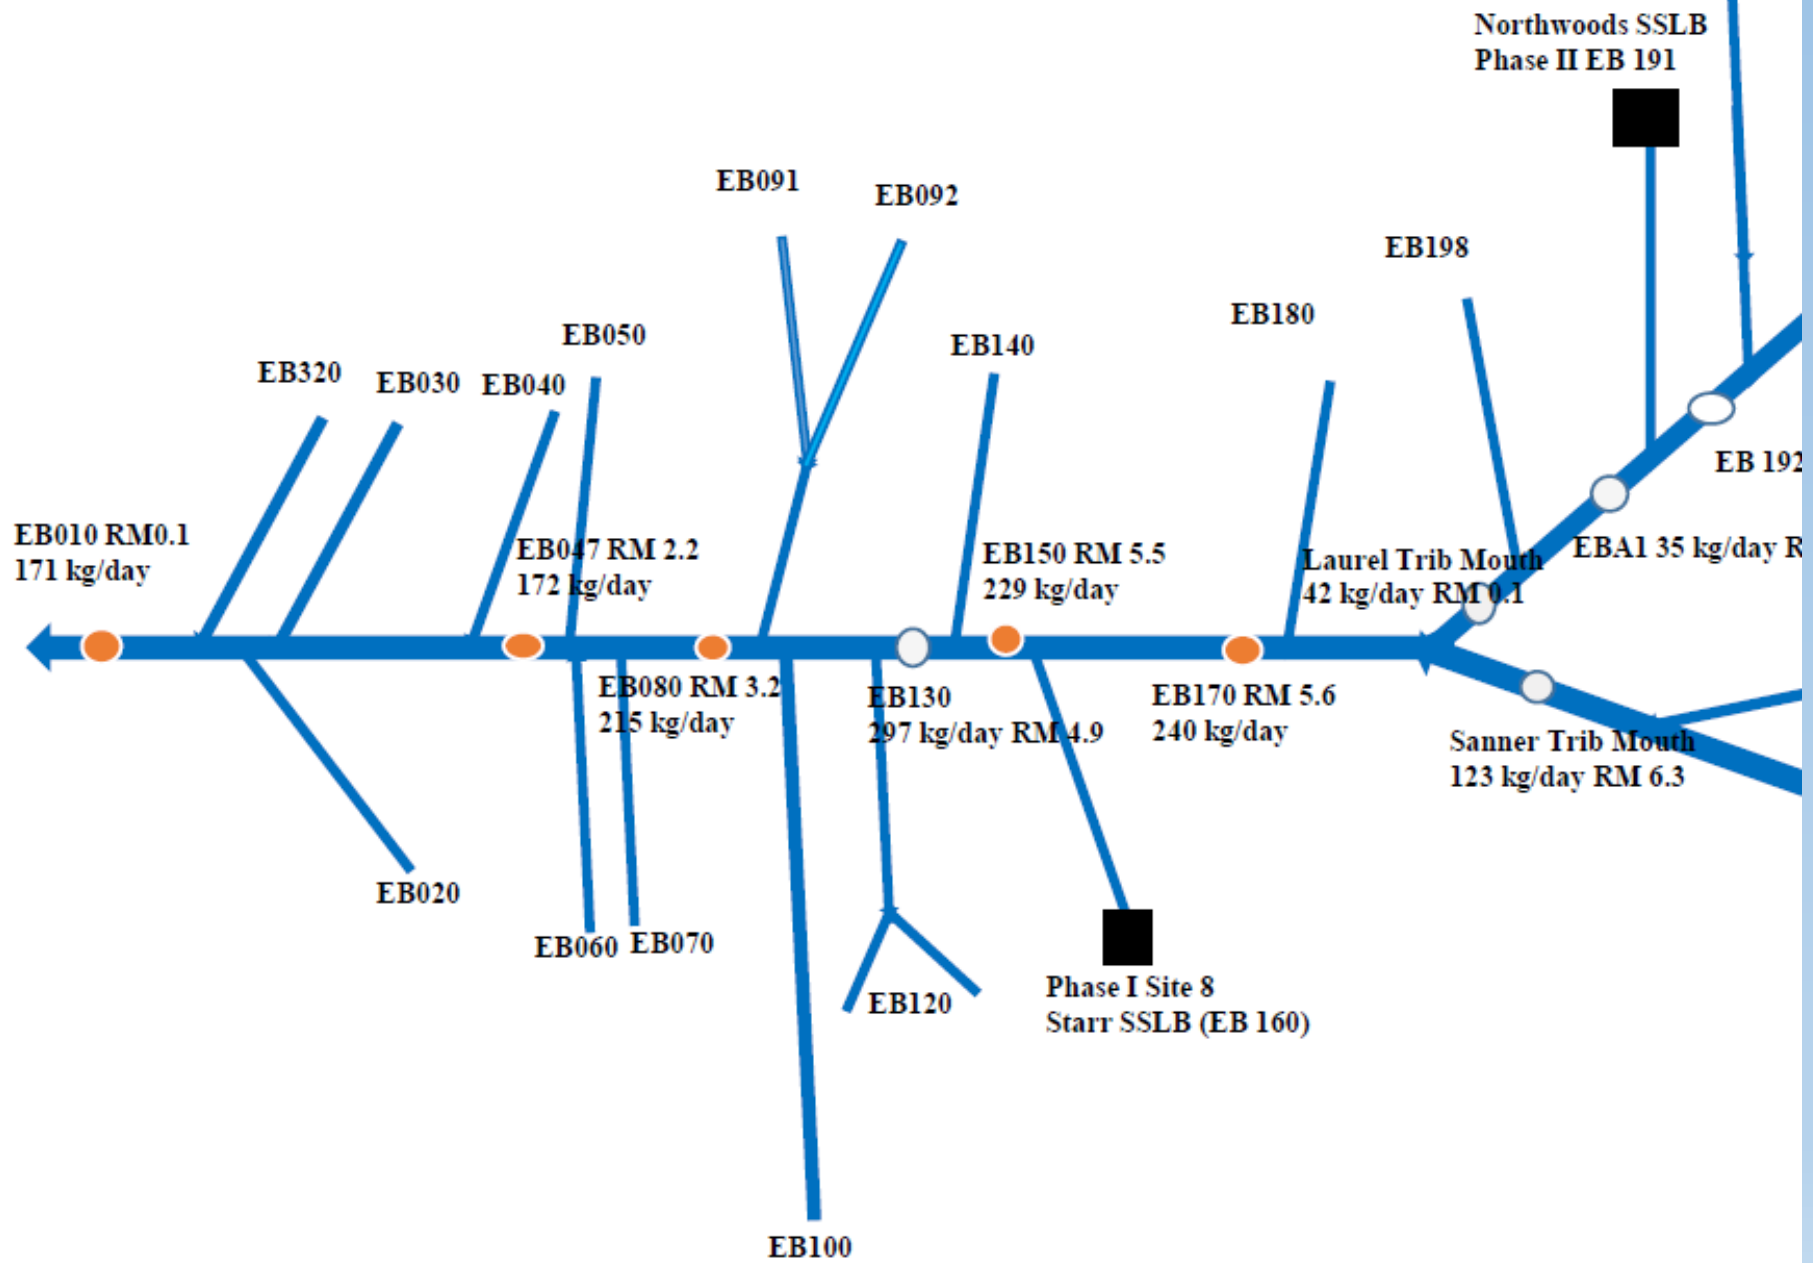 Northwoods SSLB
Phase II EB 191
EB091
EB092
EB198
EB180
EB050
EB140
EB320
EB030
EB040
EB 192
EB010 RM0.1
171 kg/day
EB047 RM 2.2
172 kg/day
EB150 RM 5.5
229 kg/day
Laurel Trib Mouth
42 kg/day RM 0.1
EBA1 35 kg/day R
EB080 RM 3.2
215 kg/day
EB130
297 kg/day RM 4.9
EB170 RM 5.6
240 kg/day
Sanner Trib Mouth
123 kg/day RM 6.3
EB020
EB060
EB070
EB120
Phase I Site 8
Starr SSLB (EB 160)
EB100